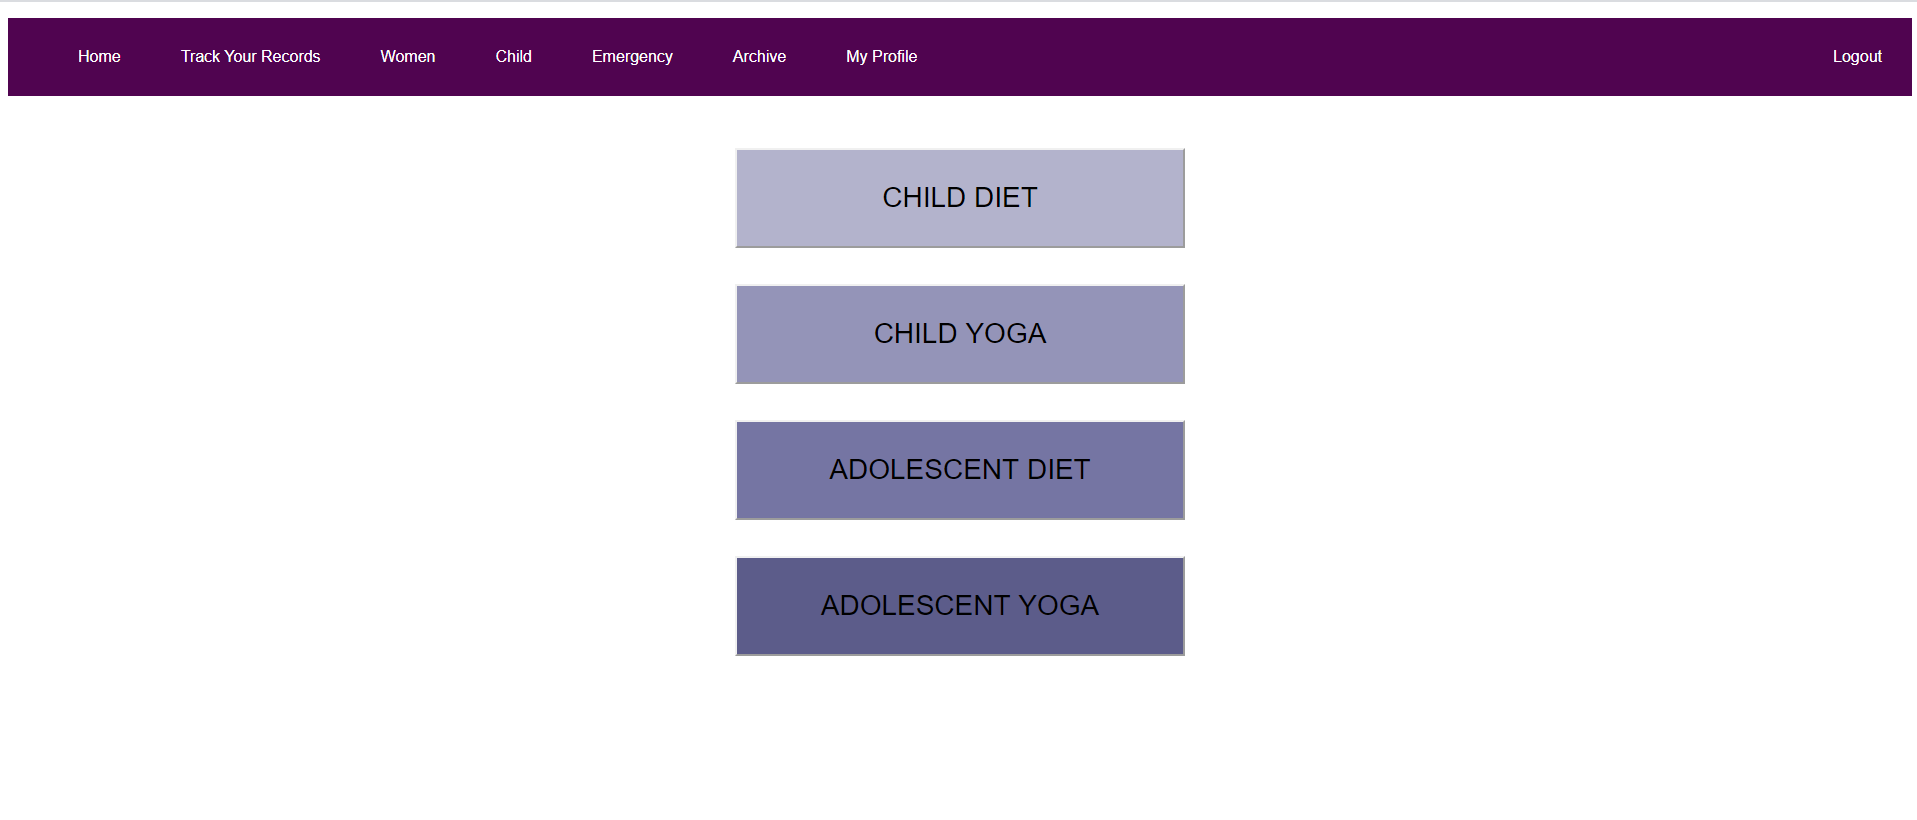 Home Track Your Records Women Child Emergency Archive My Profile Logout
CHILD DIET
CHILD YOGA
ADOLESCENT DIET
ADOLESCENT YOGA